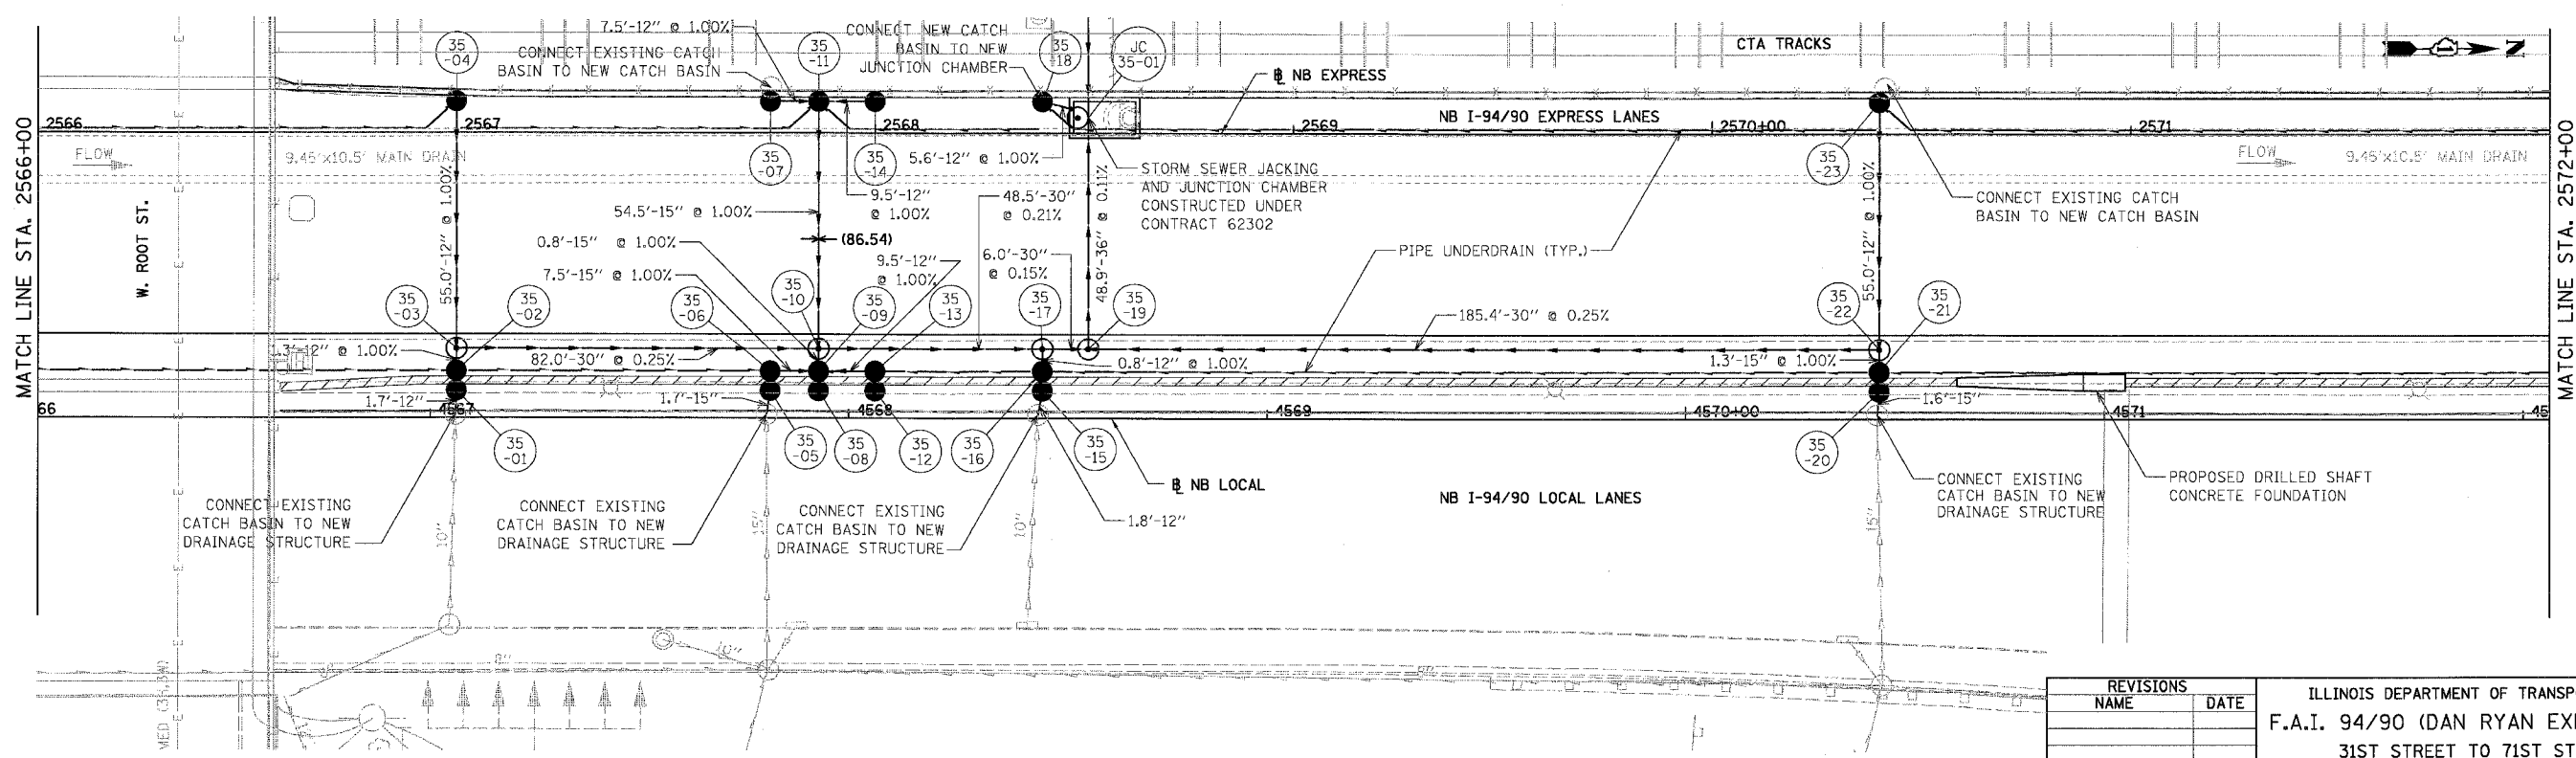 MATCH LINE STA. 2566+00
MATCH LINE STA. 2572+00
7.5'-12" @ 1.00%
CONNECT EXISTING CATCH
BASIN TO NEW CATCH BASIN
CONNECT NEW CATCH
BASIN TO NEW
JUNCTION CHAMBER
35
-04
35
-11
35
-18
JC
35-01
CTA TRACKS
N
℄ NB EXPRESS
NB I-94/90 EXPRESS LANES
2566
2567
2568
2569
2570+00
2571
FLOW
9.45'x10.5' MAIN DRAIN
FLOW
9.45'x10.5' MAIN DRAIN
W. ROOT ST.
35
-07
35
-14
5.6'-12" @ 1.00%
35
-23
STORM SEWER JACKING
AND JUNCTION CHAMBER
CONSTRUCTED UNDER
CONTRACT 62302
CONNECT EXISTING CATCH
BASIN TO NEW CATCH BASIN
55.0'-12" @ 1.00%
54.5'-15" @ 1.00%
9.5'-12"
@ 1.00%
48.5'-30"
@ 0.21%
48.9'-36" @ 0.11%
55.0'-12" @ 1.00%
(86.54)
0.8'-15" @ 1.00%
7.5'-15" @ 1.00%
9.5'-12"
@ 1.00%
6.0'-30"
@ 0.15%
PIPE UNDERDRAIN (TYP.)
35
-03
35
-02
35
-06
35
-10
35
-09
35
-13
35
-17
35
-19
35
-22
35
-21
185.4'-30" @ 0.25%
.3'-12" @ 1.00%
82.0'-30" @ 0.25%
0.8'-12" @ 1.00%
1.3'-15" @ 1.00%
1.7'-12"
1.7'-15"
1.6'-15"
66
4567
4568
4569
4570+00
4571
45
35
-01
35
-05
35
-08
35
-12
35
-16
35
-15
35
-20
℄ NB LOCAL
NB I-94/90 LOCAL LANES
1.8'-12"
CONNECT EXISTING
CATCH BASIN TO NEW
DRAINAGE STRUCTURE
CONNECT EXISTING
CATCH BASIN TO NEW
DRAINAGE STRUCTURE
CONNECT EXISTING
CATCH BASIN TO NEW
DRAINAGE STRUCTURE
CONNECT EXISTING
CATCH BASIN TO NEW
DRAINAGE STRUCTURE
PROPOSED DRILLED SHAFT
CONCRETE FOUNDATION
10"
15"
10"
15"
REVISIONS
NAME DATE
ILLINOIS DEPARTMENT OF TRANSP
F.A.I. 94/90 (DAN RYAN EX
31ST STREET TO 71ST ST